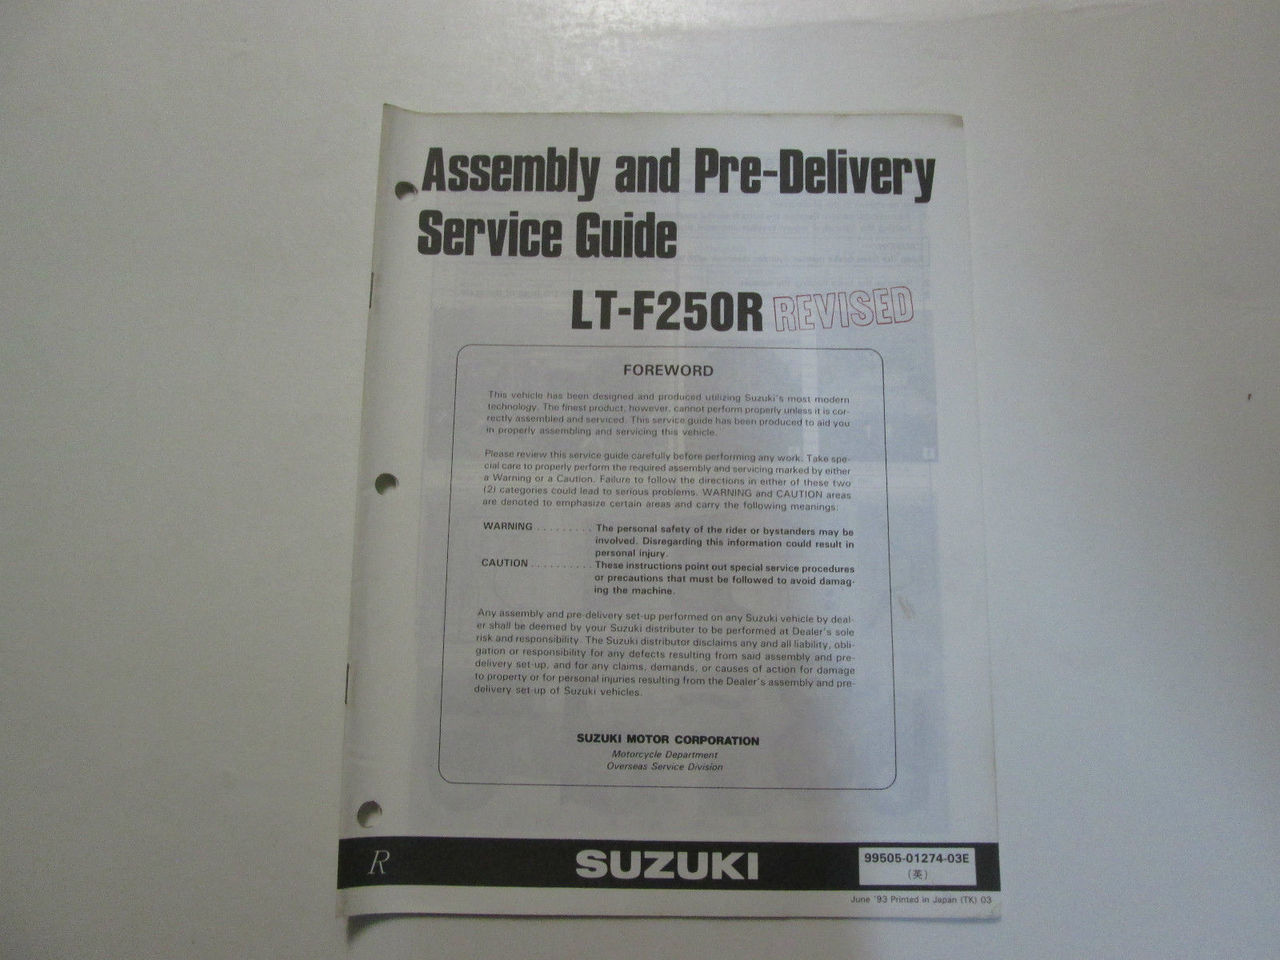 Assembly and Pre-Delivery
Service Guide
LT-F250R REVISED
FOREWORD
This vehicle has been designed and produced utilizing Suzuki's most modern
technology. The finest product, however, cannot perform properly unless it is cor-
rectly assembled and serviced. This service guide has been produced to aid you
in properly assembling and servicing this vehicle.
Please review this service guide carefully before performing any work. Take spe-
cial care to properly perform the required assembly and servicing marked by either
a Warning or a Caution. Failure to follow the directions in either of these two
(2) categories could lead to serious problems. WARNING and CAUTION areas
are denoted to emphasize certain areas and carry the following meanings:
WARNING . . . . . . . . . The personal safety of the rider or bystanders may be
involved. Disregarding this information could result in
personal injury.
CAUTION . . . . . . . . . . These instructions point out special service procedures
or precautions that must be followed to avoid damag-
ing the machine.
Any assembly and pre-delivery set-up performed on any Suzuki vehicle by deal-
er shall be deemed by your Suzuki distributer to be performed at Dealer's sole
risk and responsibility. The Suzuki distributor disclaims any and all liability, obli-
gation or responsibility for any defects resulting from said assembly and pre-
delivery set-up, and for any claims, demands, or causes of action for damage
to property or for personal injuries resulting from the Dealer's assembly and pre-
delivery set-up of Suzuki vehicles.
SUZUKI MOTOR CORPORATION
Motorcycle Department
Overseas Service Division
R SUZUKI 99505-01274-03E
(英)
June '93 Printed in Japan (TK) 03